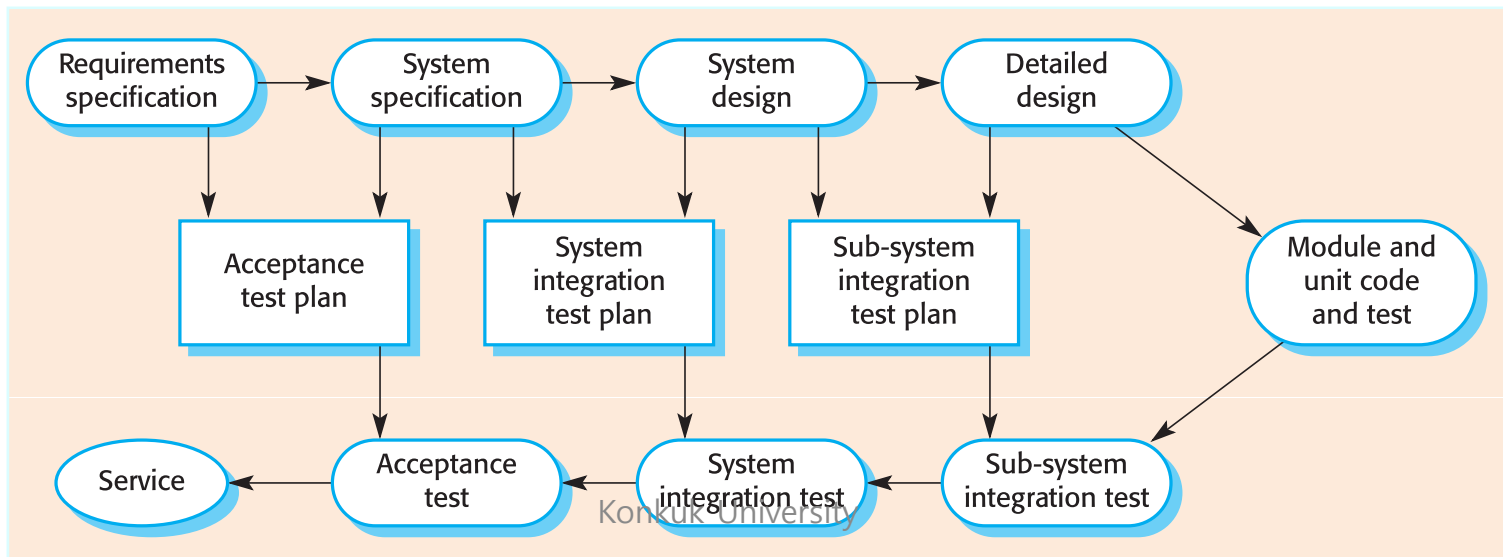 Requirements
specification
System
specification
System
design
Detailed
design
Acceptance
test plan
System
integration
test plan
Sub-system
integration
test plan
Module and
unit code
and test
Service
Acceptance
test
System
integration test
Sub-system
integration test
Konkuk University